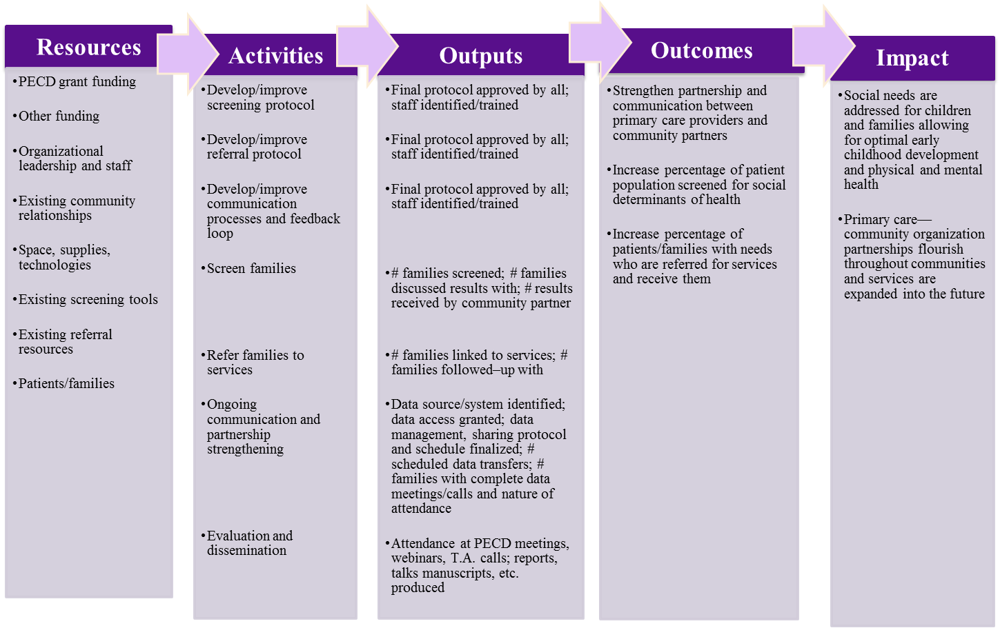 Resources
•PECD grant funding
•Other funding
•Organizational
leadership and staff
•Existing community
relationships
•Space, supplies,
technologies
•Existing screening tools
•Existing referral
resources
•Patients/families
Activities
•Develop/improve
screening protocol
•Develop/improve
referral protocol
•Develop/improve
communication
processes and feedback
loop
•Screen families
•Refer families to
services
•Ongoing
communication and
partnership
strengthening
•Evaluation and
dissemination
Outputs
•Final protocol approved by all;
staff identified/trained
•Final protocol approved by all;
staff identified/trained
•Final protocol approved by all;
staff identified/trained
•# families screened; # families
discussed results with; # results
received by community partner
•# families linked to services; #
families followed–up with
•Data source/system identified;
data access granted; data
management, sharing protocol
and schedule finalized; #
scheduled data transfers; #
families with complete data
meetings/calls and nature of
attendance
•Attendance at PECD meetings,
webinars, T.A. calls; reports,
talks manuscripts, etc.
produced
Outcomes
•Strengthen partnership and
communication between
primary care providers and
community partners
•Increase percentage of patient
population screened for social
determinants of health
•Increase percentage of
patients/families with needs
who are referred for services
and receive them
Impact
•Social needs are
addressed for children
and families allowing
for optimal early
childhood development
and physical and mental
health
•Primary care—
community organization
partnerships flourish
throughout communities
and services are
expanded into the future